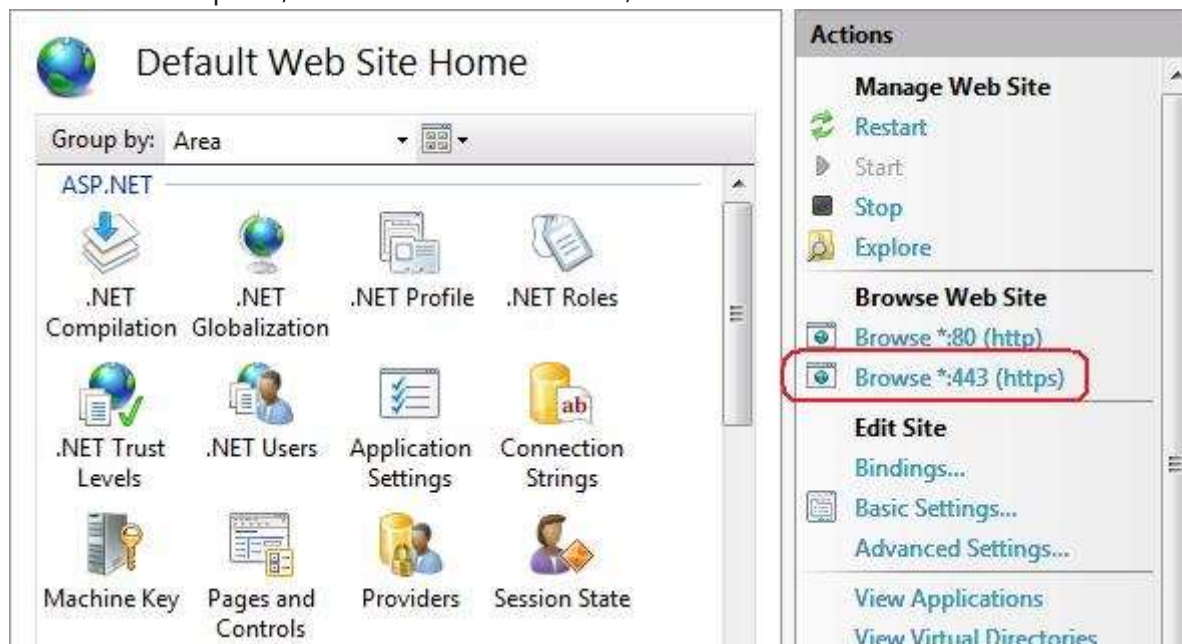 Default Web Site Home
Group by: Area
ASP.NET
.NET Compilation
.NET Globalization
.NET Profile
.NET Roles
.NET Trust Levels
.NET Users
Application Settings
ab
Connection Strings
Machine Key
Pages and Controls
Providers
Session State
Actions
Manage Web Site
Restart
Start
Stop
Explore
Browse Web Site
Browse *:80 (http)
Browse *:443 (https)
Edit Site
Bindings...
Basic Settings...
Advanced Settings...
View Applications
View Virtual Directories